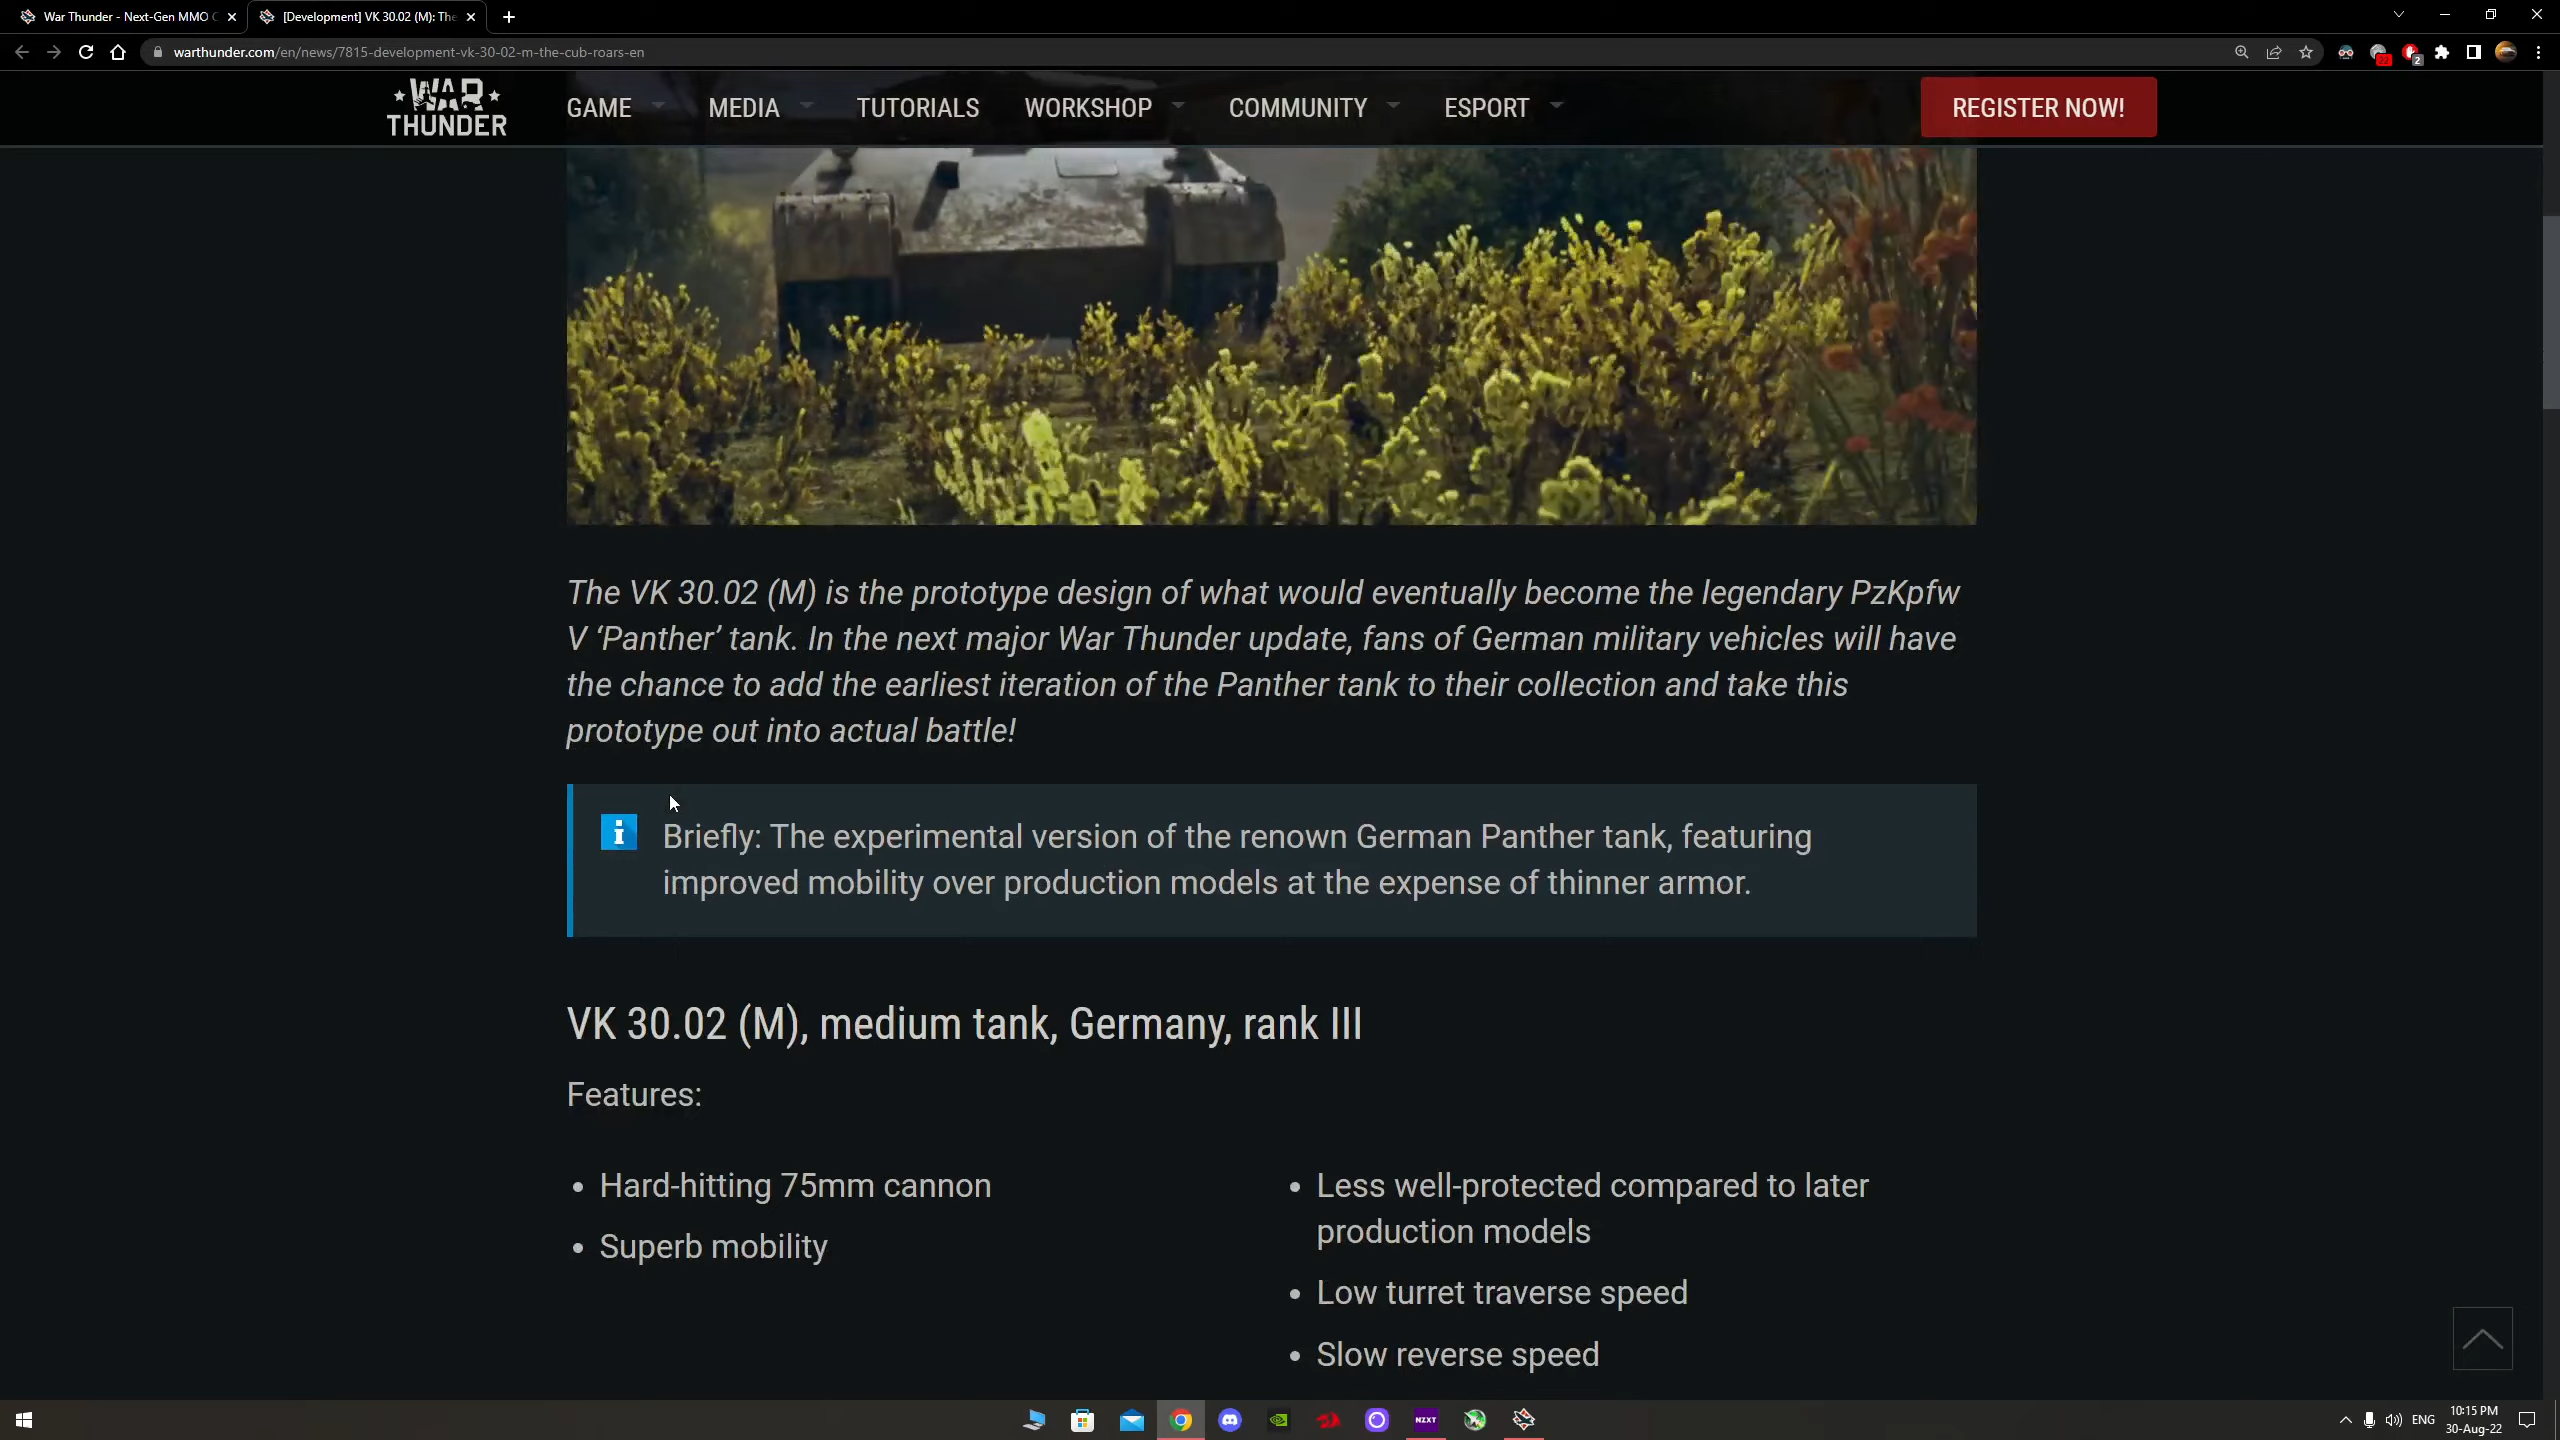 War Thunder - Next-Gen MMO C
[Development] VK 30.02 (M): The
warthunder.com/en/news/7815-development-vk-30-02-m-the-cub-roars-en
22
2
WAR THUNDER
GAME
MEDIA
TUTORIALS
WORKSHOP
COMMUNITY
ESPORT
REGISTER NOW!
The VK 30.02 (M) is the prototype design of what would eventually become the legendary PzKpfw
V ‘Panther’ tank. In the next major War Thunder update, fans of German military vehicles will have
the chance to add the earliest iteration of the Panther tank to their collection and take this
prototype out into actual battle!
Briefly: The experimental version of the renown German Panther tank, featuring
improved mobility over production models at the expense of thinner armor.
VK 30.02 (M), medium tank, Germany, rank III
Features:
• Hard-hitting 75mm cannon
• Superb mobility
• Less well-protected compared to later
production models
• Low turret traverse speed
• Slow reverse speed
NZXT
ENG
10:15 PM
30-Aug-22